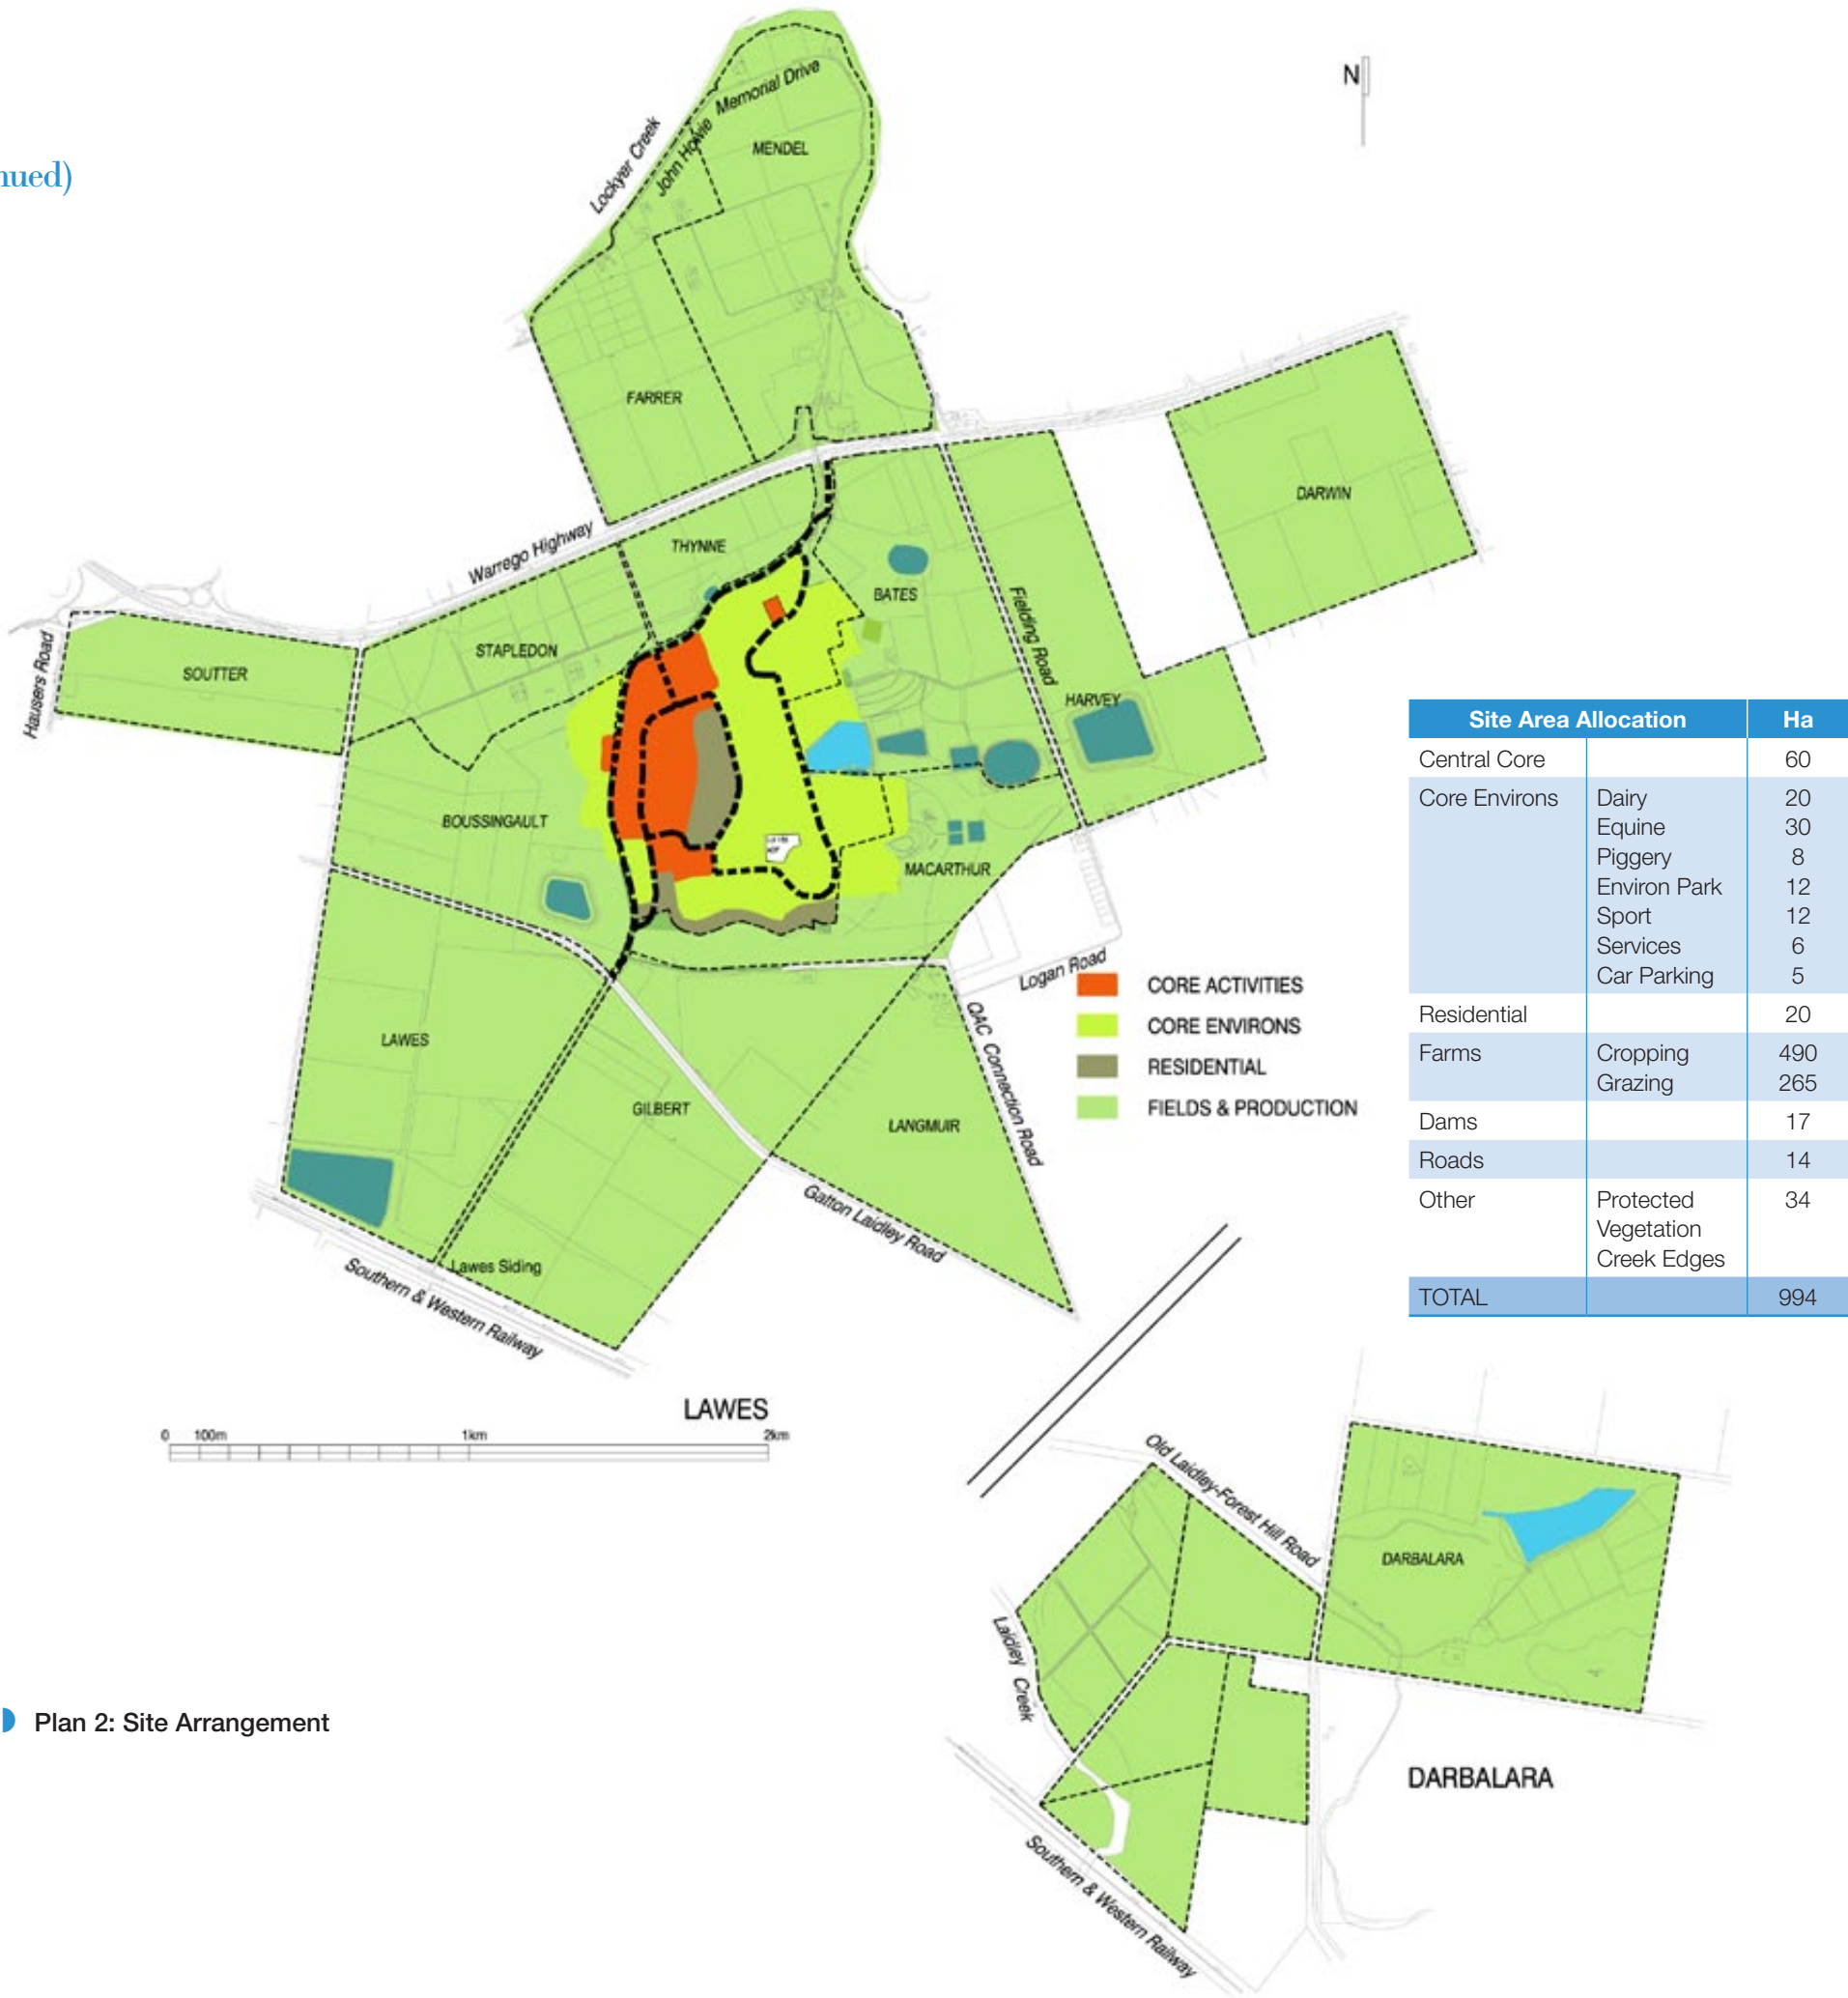 nued)
N
Lockyer Creek
John Howie Memorial Drive
MENDEL
FARRER
DARWIN
Warrego Highway
THYNNE
BATES
Fielding Road
STAPLEDON
SOUTTER
Hausers Road
HARVEY
BOUSSINGAULT
MACARTHUR
Logan Road
QAC Connection Road
LAWES
GILBERT
LANGMUIR
Gatton Laidley Road
Lawes Siding
Southern & Western Railway
CORE ACTIVITIES
CORE ENVIRONS
RESIDENTIAL
FIELDS & PRODUCTION
Site Area Allocation Ha
Central Core 60
Core Environs Dairy 20
Equine 30
Piggery 8
Environ Park 12
Sport 12
Services 6
Car Parking 5
Residential 20
Farms Cropping 490
Grazing 265
Dams 17
Roads 14
Other Protected 34
Vegetation
Creek Edges
TOTAL 994
LAWES
0 100m 1km 2km
Old Laidley-Forest Hill Road
DARBALARA
Laidley Creek
Southern & Western Railway
DARBALARA
Plan 2: Site Arrangement